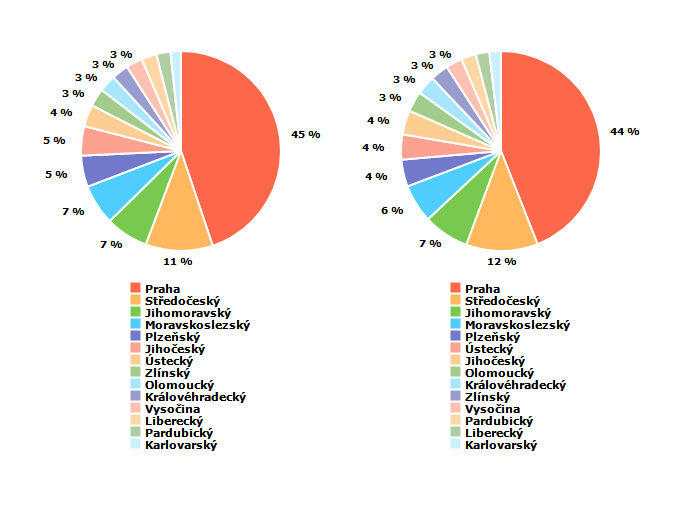 3 %
3 %
3 %
3 %
4 %
5 %
5 %
7 %
7 %
11 %
45 %
Praha
Středočeský
Jihomoravský
Moravskoslezský
Plzeňský
Jihočeský
Ústecký
Zlínský
Olomoucký
Královéhradecký
Vysočina
Liberecký
Pardubický
Karlovarský
3 %
3 %
3 %
3 %
4 %
4 %
4 %
6 %
7 %
12 %
44 %
Praha
Středočeský
Jihomoravský
Moravskoslezský
Plzeňský
Ústecký
Jihočeský
Olomoucký
Královéhradecký
Zlínský
Vysočina
Pardubický
Liberecký
Karlovarský